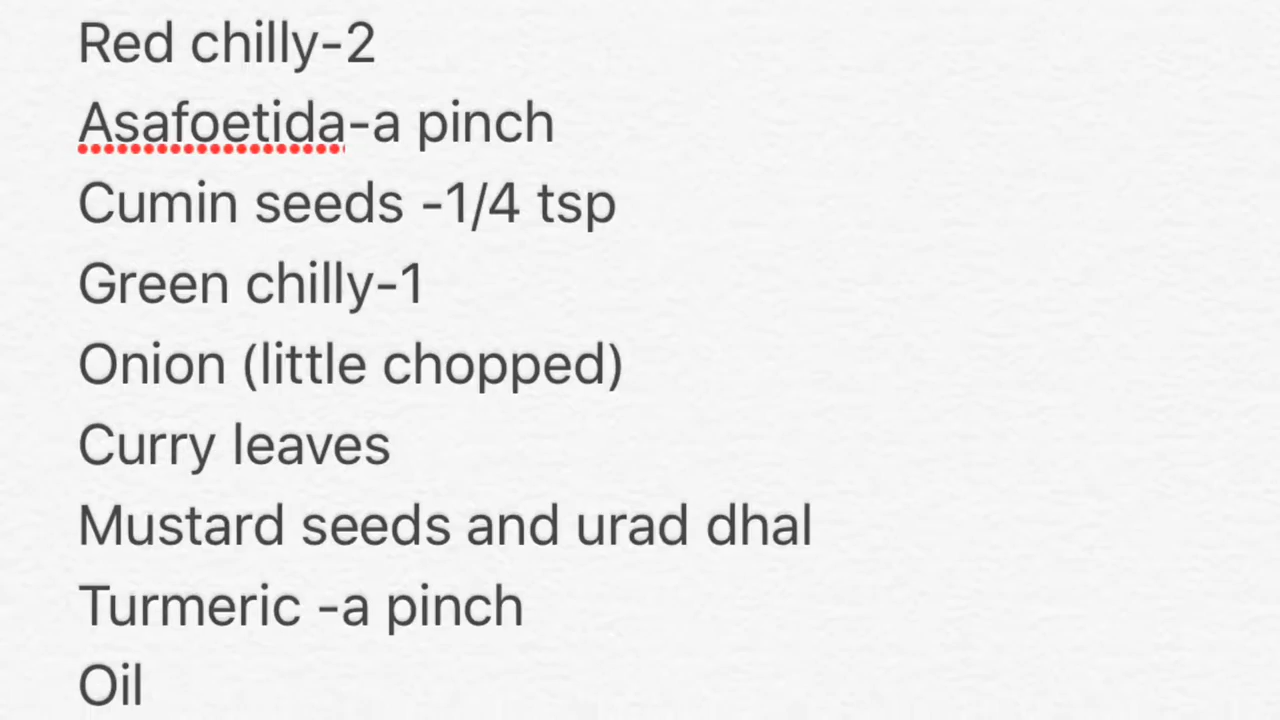 Red chilly-2
Asafoetida-a pinch
Cumin seeds -1/4 tsp
Green chilly-1
Onion (little chopped)
Curry leaves
Mustard seeds and urad dhal
Turmeric -a pinch
Oil